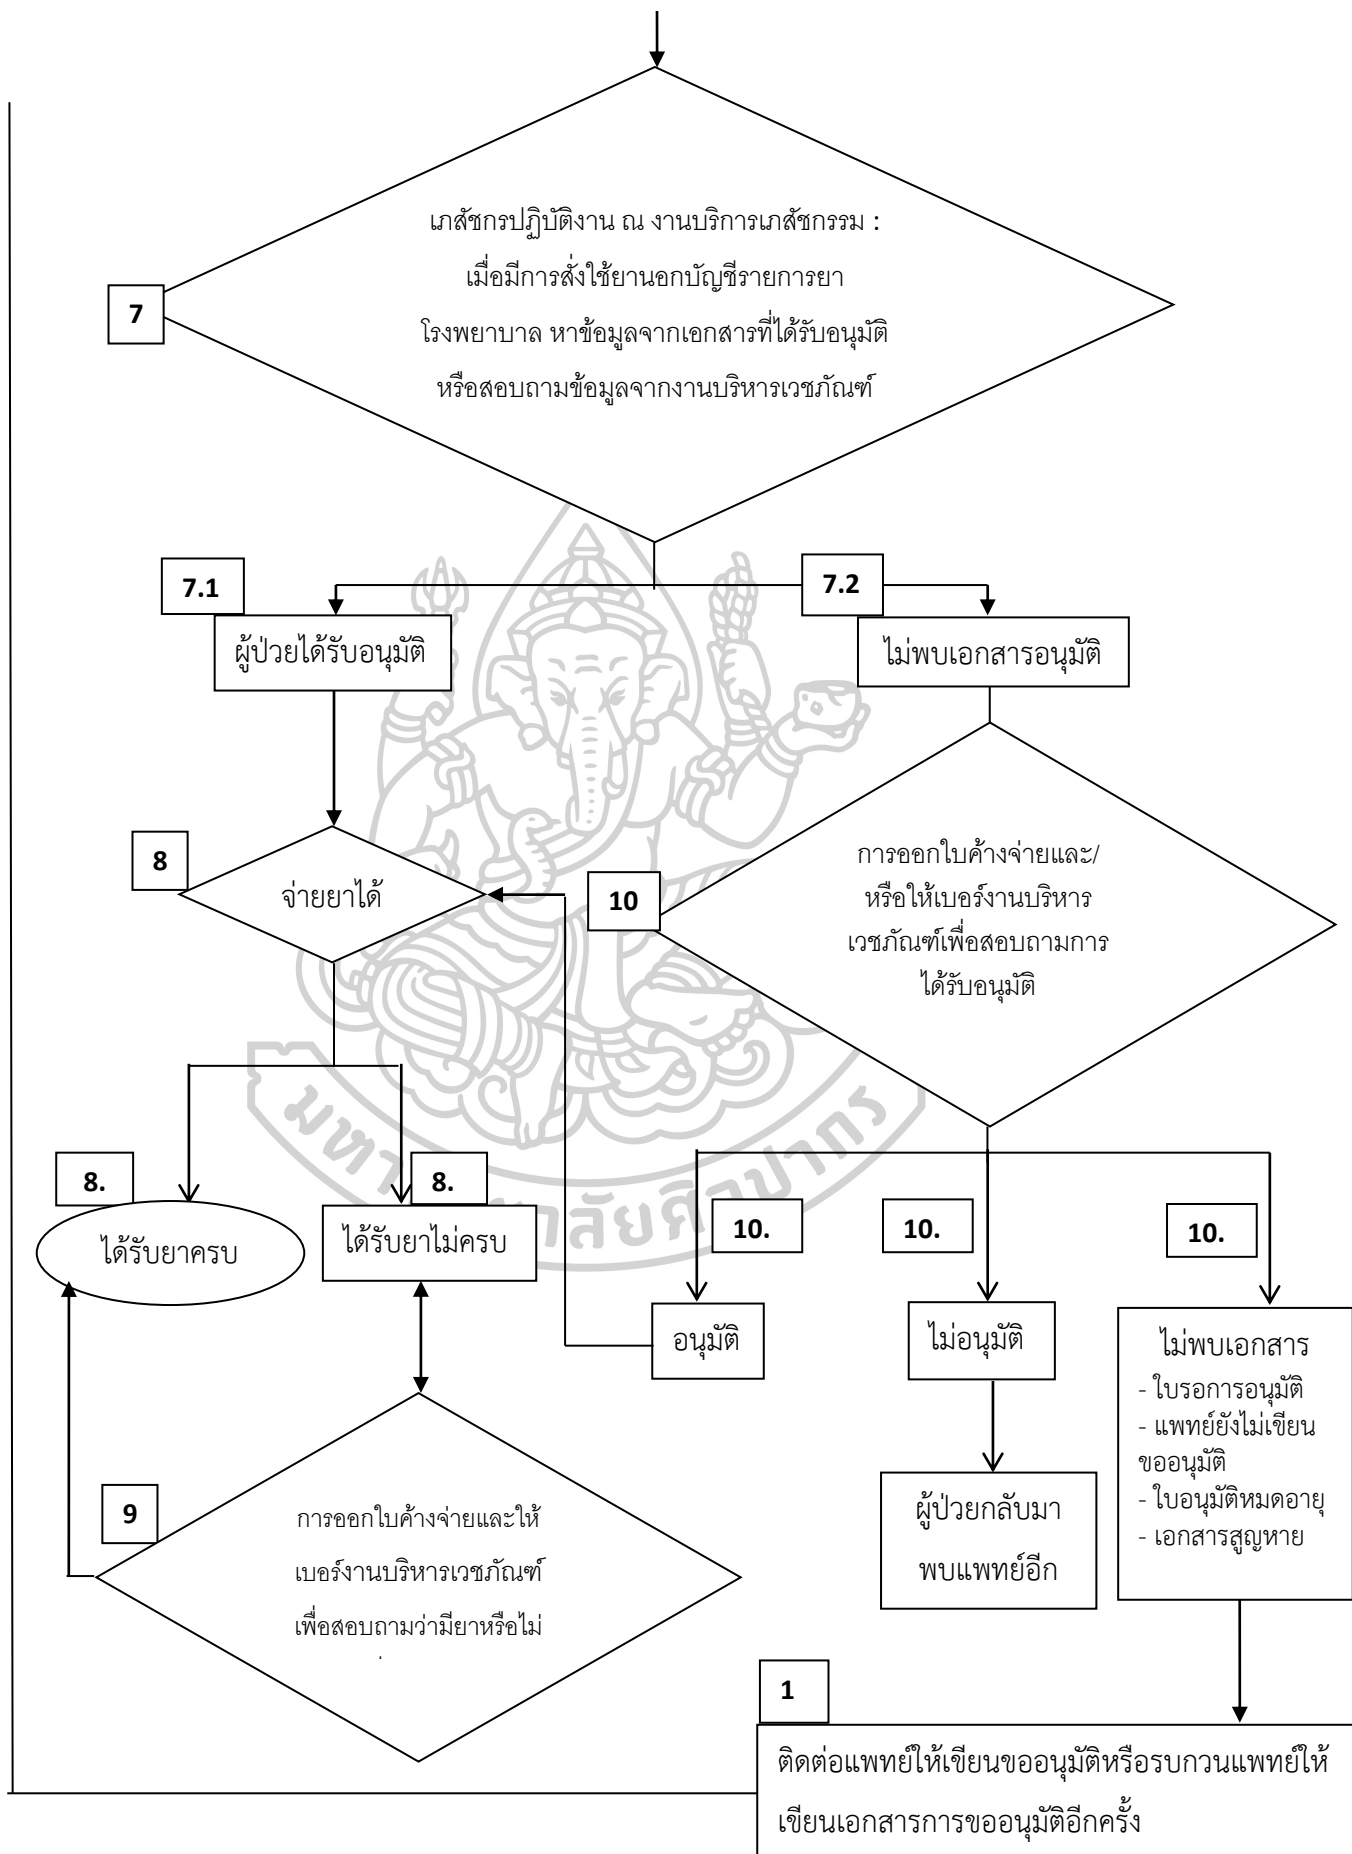 เภสัชกรปฏิบัติงาน ณ งานบริการเภสัชกรรม :
เมื่อมีการสั่งใช้ยานอกบัญชีรายการยา
7
โรงพยาบาล หาข้อมูลจากเอกสารที่ได้รับอนุมัติ
หรือสอบถามข้อมูลจากงานบริหารเวชภัณฑ์
7.1
7.2
ผู้ป่วยได้รับอนุมัติ
ไม่พบเอกสารอนุมัติ
8
จ่ายยาได้
10
การออกใบค้างจ่ายและ/
หรือให้เบอร์งานบริหาร
เวชภัณฑ์เพื่อสอบถามการ
ได้รับอนุมัติ
8.
ได้รับยาครบ
8.
ได้รับยาไม่ครบ
10.
อนุมัติ
10.
ไม่อนุมัติ
10.
ไม่พบเอกสาร
- ใบรอการอนุมัติ
- แพทย์ยังไม่เขียน
ขออนุมัติ
- ใบอนุมัติหมดอายุ
- เอกสารสูญหาย
9
การออกใบค้างจ่ายและให้
เบอร์งานบริหารเวชภัณฑ์
เพื่อสอบถามว่ามียาหรือไม่
ผู้ป่วยกลับมา
พบแพทย์อีก
1
ติดต่อแพทย์ให้เขียนขออนุมัติหรือรบกวนแพทย์ให้
เขียนเอกสารการขออนุมัติอีกครั้ง